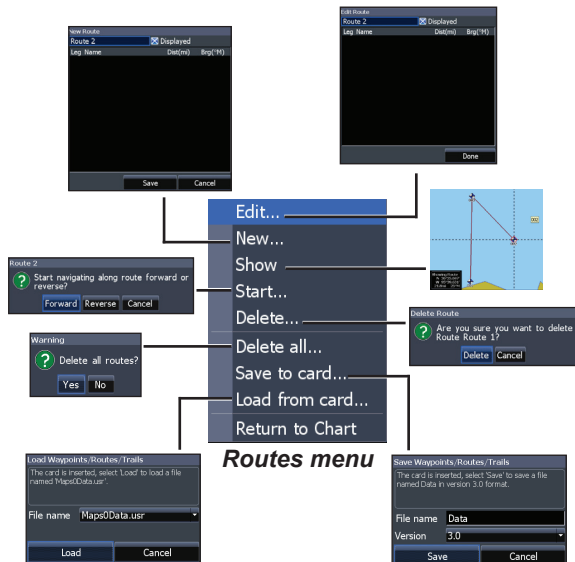 New Route
Route 2 Displayed
Leg Name Dist(mi) Brg(°M)
Save Cancel
Edit Route
Route 2 Displayed
Leg Name Dist(mi) Brg(°M)
Done
Edit...
New...
Show
Start...
Delete...
Delete all...
Save to card...
Load from card...
Return to Chart
Routes menu
Route 2
Start navigating along route forward or
reverse?
Forward Reverse Cancel
Warning
Delete all routes?
Yes No
002
Delete Route
Are you sure you want to delete
Route Route 1?
Delete Cancel
Load Waypoints/Routes/Trails
The card is inserted, select 'Load' to load a file
named 'Maps0Data.usr'.
File name Maps0Data.usr
Load Cancel
Save Waypoints/Routes/Trails
The card is inserted, select 'Save' to save a file
named Data in version 3.0 format.
File name Data
Version 3.0
Save Cancel